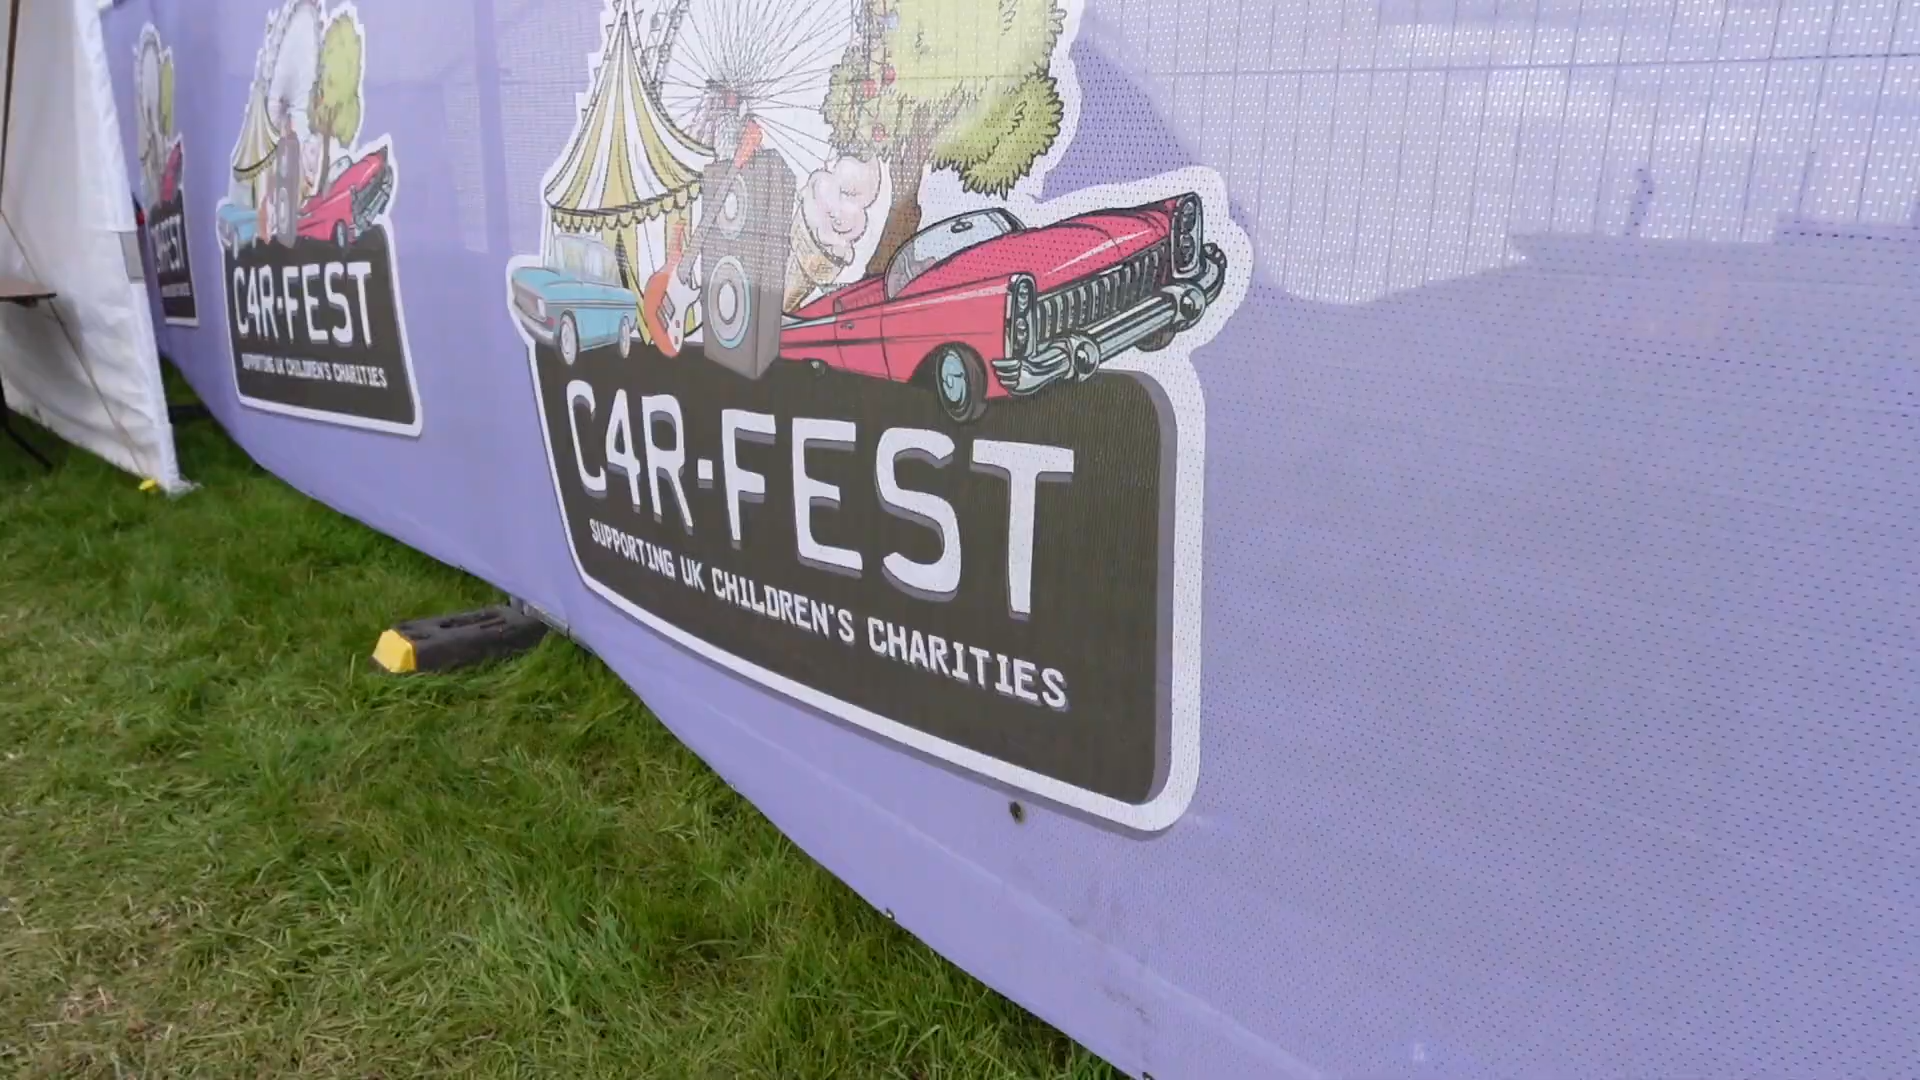 C4R-FEST
SUPPORTING UK CHILDREN'S CHARITIES
C4R-FEST
SUPPORTING UK CHILDREN'S CHARITIES